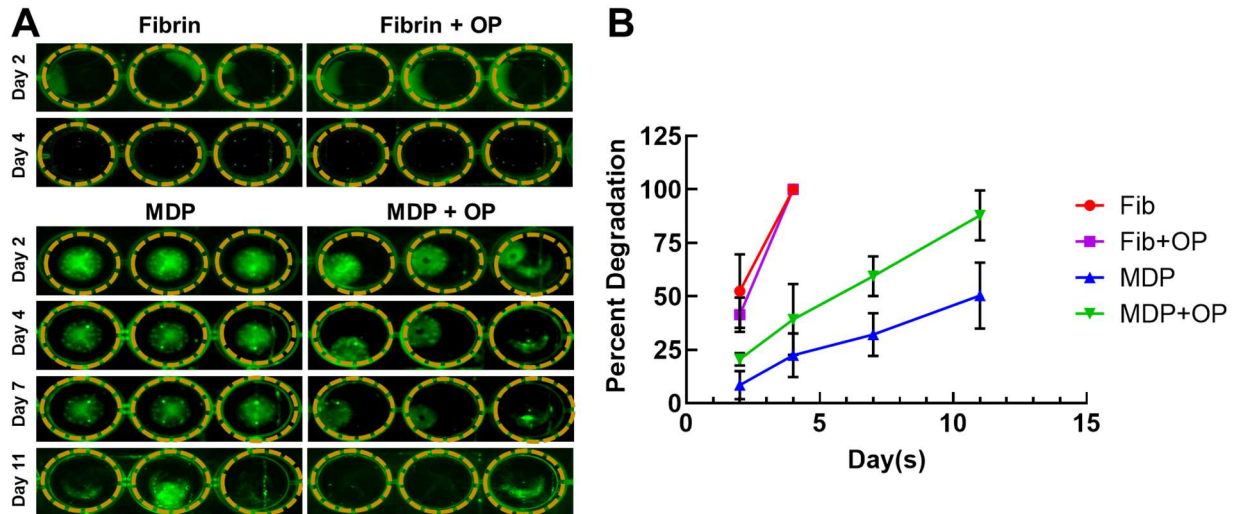 A
Fibrin
Fibrin + OP
Day 2
Day 4
MDP
MDP + OP
Day 2
Day 4
Day 7
Day 11
B
Percent Degradation
125
100
75
50
25
0
0
5
10
15
Day(s)
Fib
Fib+OP
MDP
MDP+OP